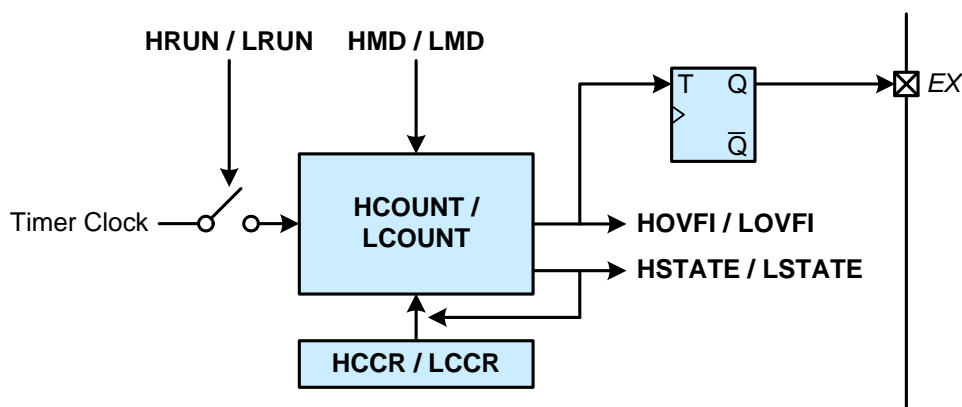 HRUN / LRUN
HMD / LMD
T Q
Q
EX
Timer Clock
HCOUNT /
LCOUNT
HOVFI / LOVFI
HSTATE / LSTATE
HCCR / LCCR